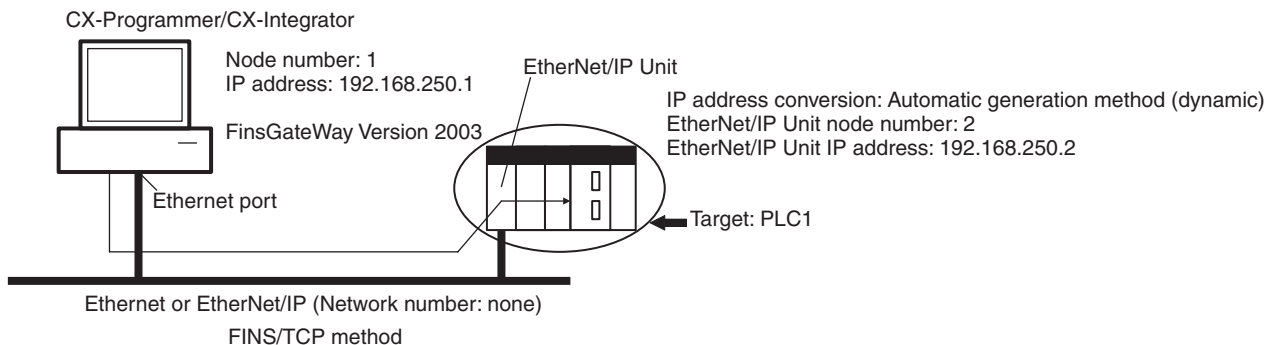 CX-Programmer/CX-Integrator
Node number: 1
IP address: 192.168.250.1
FinsGateWay Version 2003
Ethernet port
EtherNet/IP Unit
IP address conversion: Automatic generation method (dynamic)
EtherNet/IP Unit node number: 2
EtherNet/IP Unit IP address: 192.168.250.2
Target: PLC1
Ethernet or EtherNet/IP (Network number: none)
FINS/TCP method